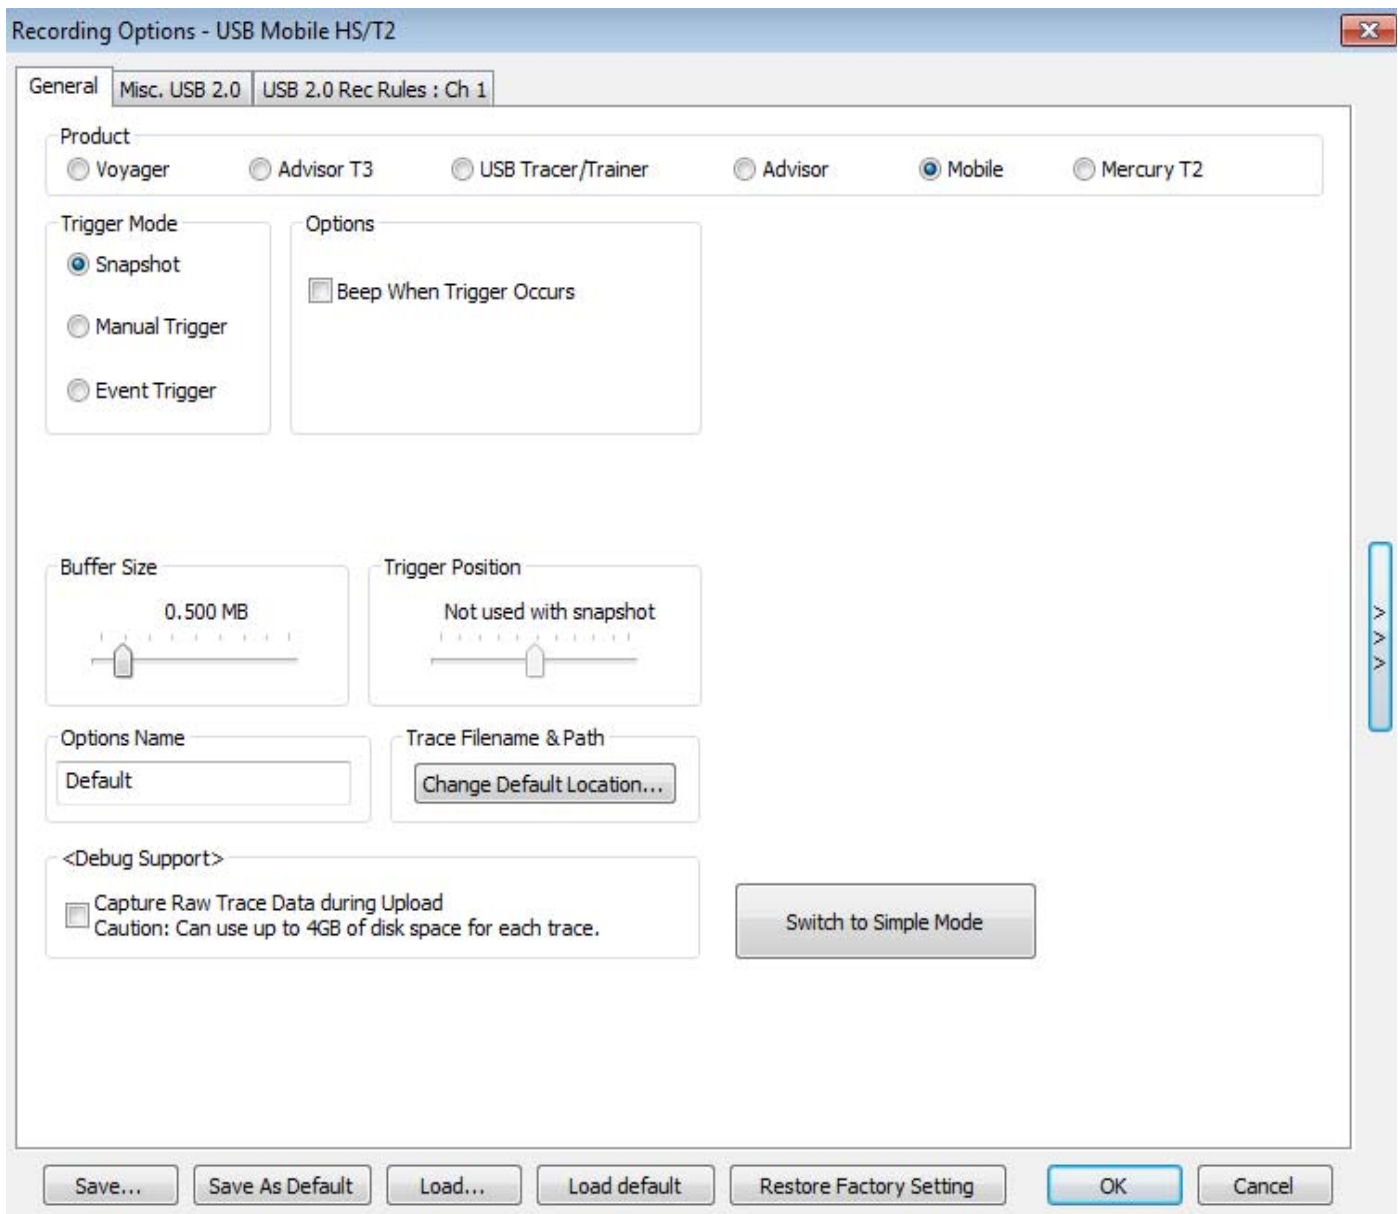 Recording Options - USB Mobile HS/T2
General
Misc. USB 2.0
USB 2.0 Rec Rules : Ch 1
Product
Voyager
Advisor T3
USB Tracer/Trainer
Advisor
Mobile
Mercury T2
Trigger Mode
Snapshot
Manual Trigger
Event Trigger
Options
Beep When Trigger Occurs
Buffer Size
0.500 MB
Trigger Position
Not used with snapshot
Options Name
Default
Trace Filename & Path
Change Default Location...
<Debug Support>
Capture Raw Trace Data during Upload
Caution: Can use up to 4GB of disk space for each trace.
Switch to Simple Mode
>
>
>
Save...
Save As Default
Load...
Load default
Restore Factory Setting
OK
Cancel